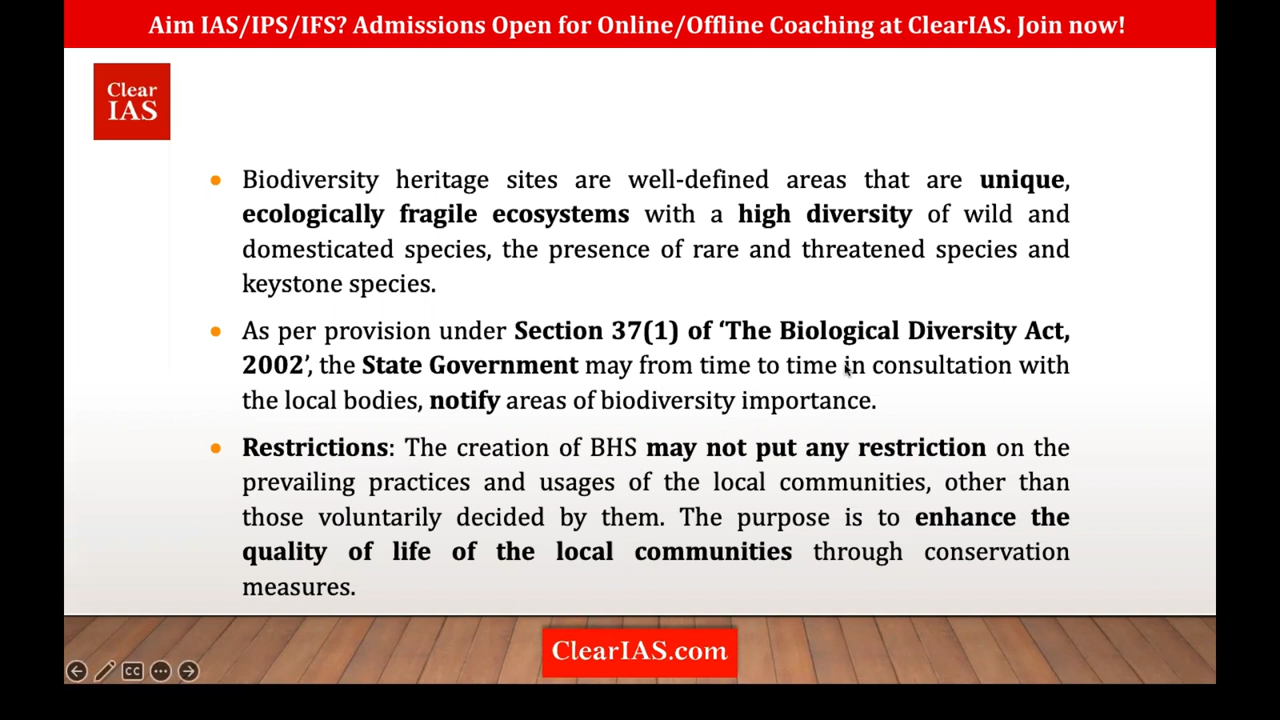 Aim IAS/IPS/IFS? Admissions Open for Online/Offline Coaching at ClearIAS. Join now!
Clear
IAS
• Biodiversity heritage sites are well-defined areas that are unique,
ecologically fragile ecosystems with a high diversity of wild and
domesticated species, the presence of rare and threatened species and
keystone species.
• As per provision under Section 37(1) of ‘The Biological Diversity Act,
2002’, the State Government may from time to time in consultation with
the local bodies, notify areas of biodiversity importance.
• Restrictions: The creation of BHS may not put any restriction on the
prevailing practices and usages of the local communities, other than
those voluntarily decided by them. The purpose is to enhance the
quality of life of the local communities through conservation
measures.
ClearIAS.com
CC